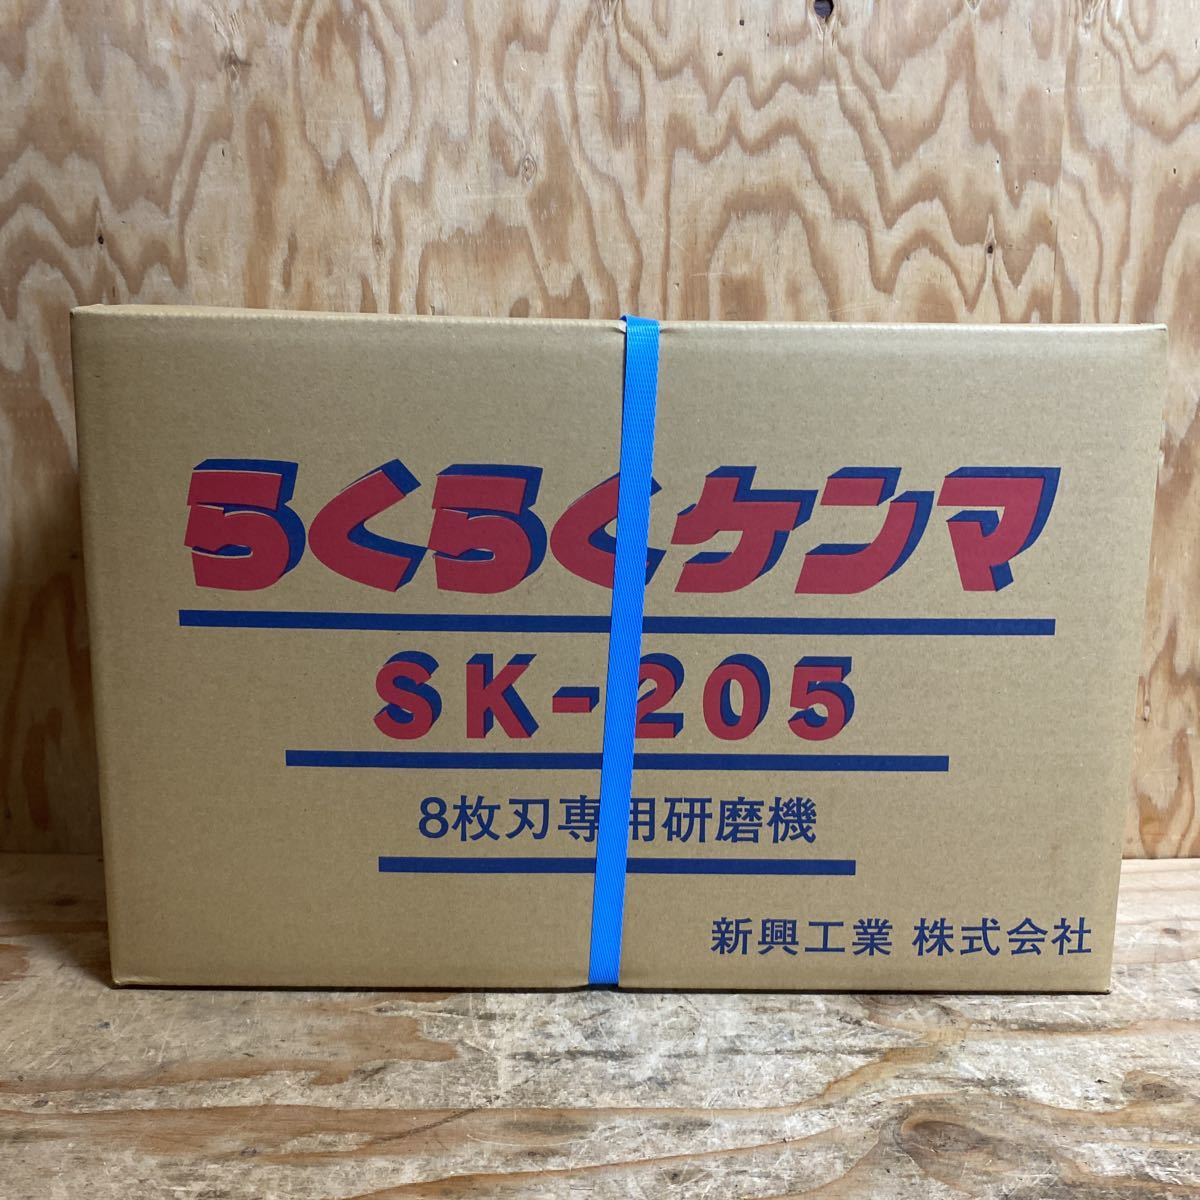 らくらくケンマ
SK-205
8枚刃専用研磨機
新興工業 株式会社